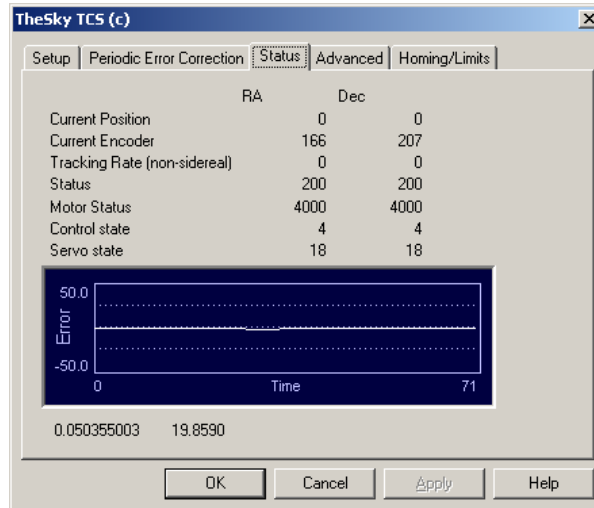 TheSky TCS (c)
Setup Periodic Error Correction Status Advanced Homing/Limits
RA Dec
Current Position 0 0
Current Encoder 166 207
Tracking Rate (non-sidereal) 0 0
Status 200 200
Motor Status 4000 4000
Control state 4 4
Servo state 18 18
50.0
Error
-50.0
0 Time 71
0.050355003 19.8590
OK Cancel Apply Help